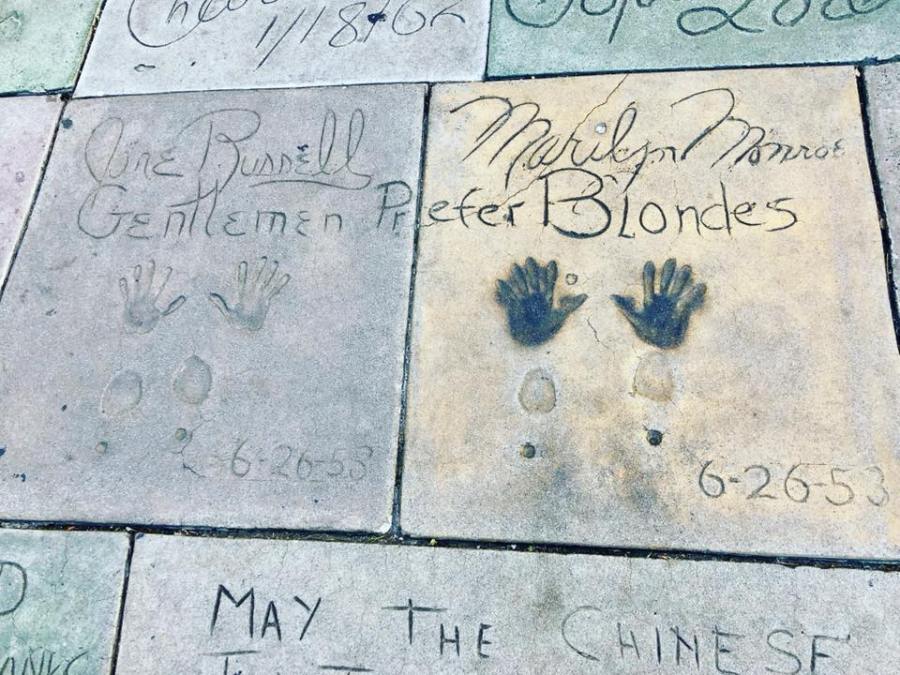 1/18/62
Jane Russell
Gentlemen Prefer Blondes
6-26-53
Marilyn Monroe
6-26-53
MAY THE CHINESE